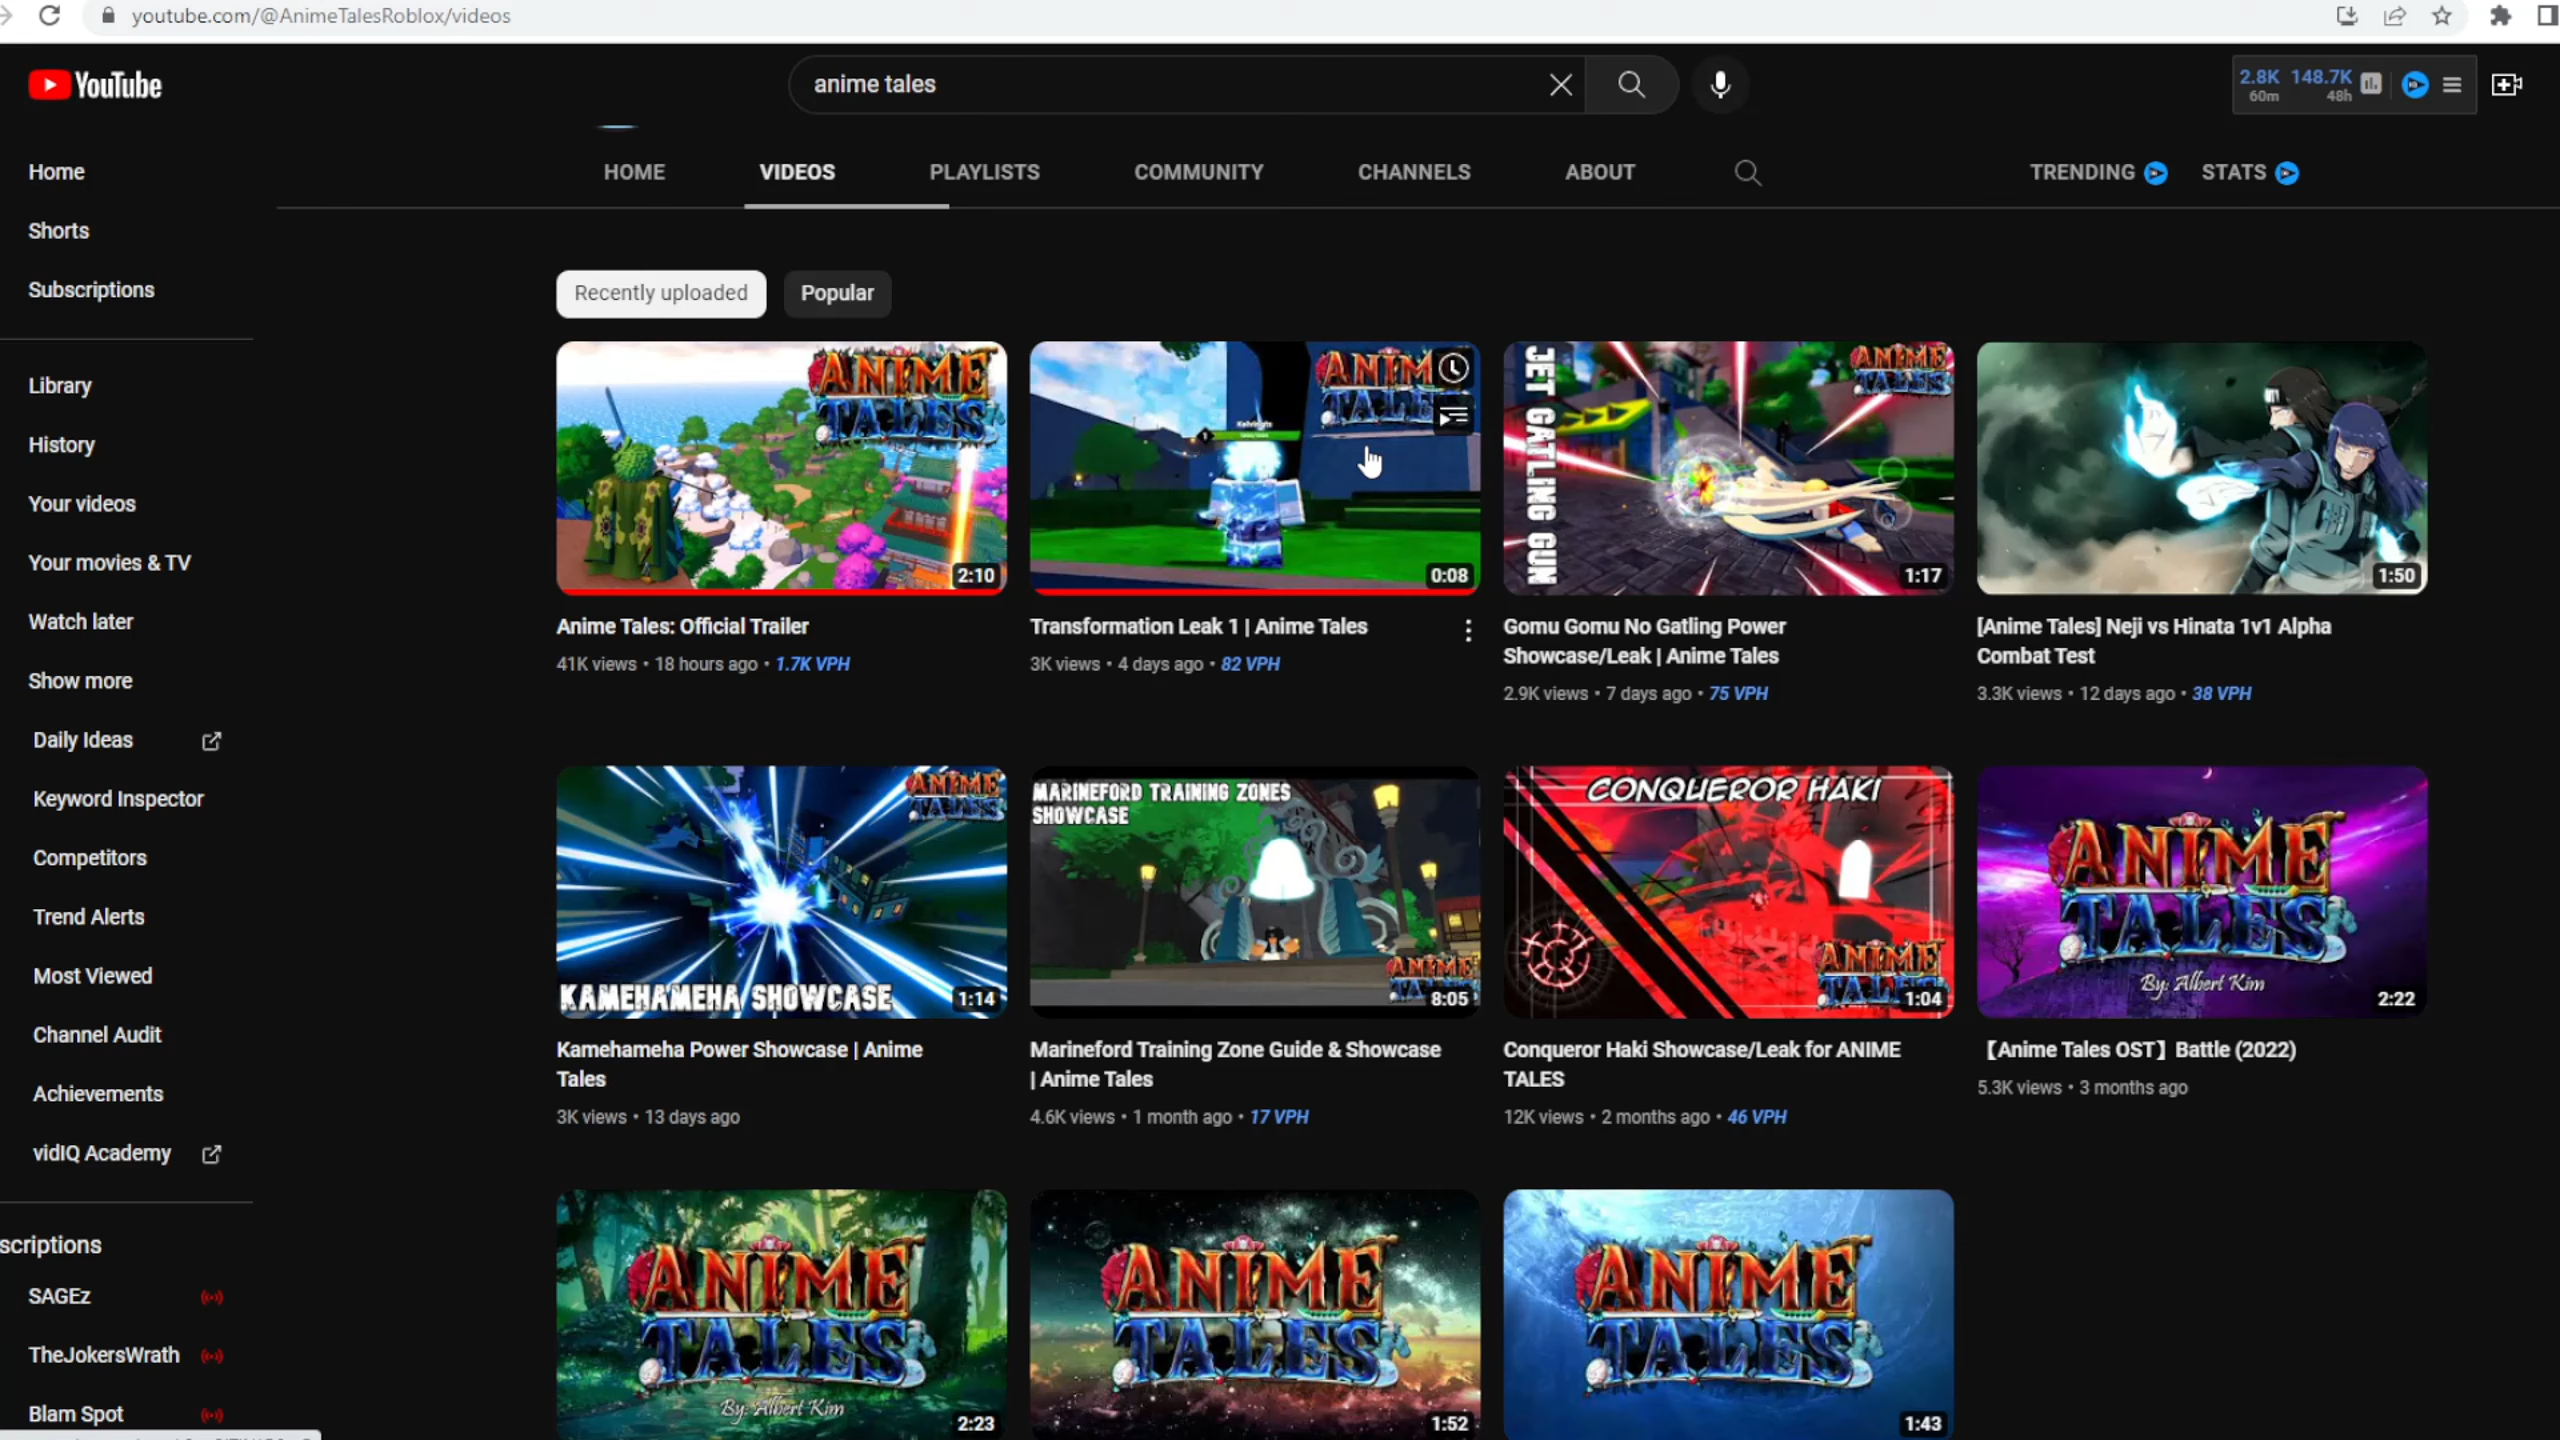 youtube.com/@AnimeTalesRoblox/videos
YouTube
anime tales
2.8K 148.7K
60m 48h
HOME VIDEOS PLAYLISTS COMMUNITY CHANNELS ABOUT TRENDING STATS
Home
Shorts
Subscriptions
Library
History
Your videos
Your movies & TV
Watch later
Show more
Daily Ideas
Keyword Inspector
Competitors
Trend Alerts
Most Viewed
Channel Audit
Achievements
vidIQ Academy
scriptions
SAGEz
TheJokersWrath
Blam Spot
Recently uploaded Popular
ANIME
TALES
2:10
Anime Tales: Official Trailer
41K views • 18 hours ago • 1.7K VPH
ANIM
TALE
0:08
Transformation Leak 1 | Anime Tales
3K views • 4 days ago • 82 VPH
JET GATLING GUN
ANIME
TALES
1:17
Gomu Gomu No Gatling Power
Showcase/Leak | Anime Tales
2.9K views • 7 days ago • 75 VPH
1:50
[Anime Tales] Neji vs Hinata 1v1 Alpha
Combat Test
3.3K views • 12 days ago • 38 VPH
ANIME
TALES
KAMEHAMEHA SHOWCASE
1:14
Kamehameha Power Showcase | Anime
Tales
3K views • 13 days ago
MARINEFORD TRAINING ZONES
SHOWCASE
ANIME
TALES
8:05
Marineford Training Zone Guide & Showcase
| Anime Tales
4.6K views • 1 month ago • 17 VPH
CONQUEROR HAKI
ANIME
TALES
1:04
Conqueror Haki Showcase/Leak for ANIME
TALES
12K views • 2 months ago • 46 VPH
ANIME
TALES
By: Albert Kim
2:22
【Anime Tales OST】Battle (2022)
5.3K views • 3 months ago
ANIME
TALES
By: Albert Kim
2:23
ANIME
TALES
1:52
ANIME
TALES
1:43